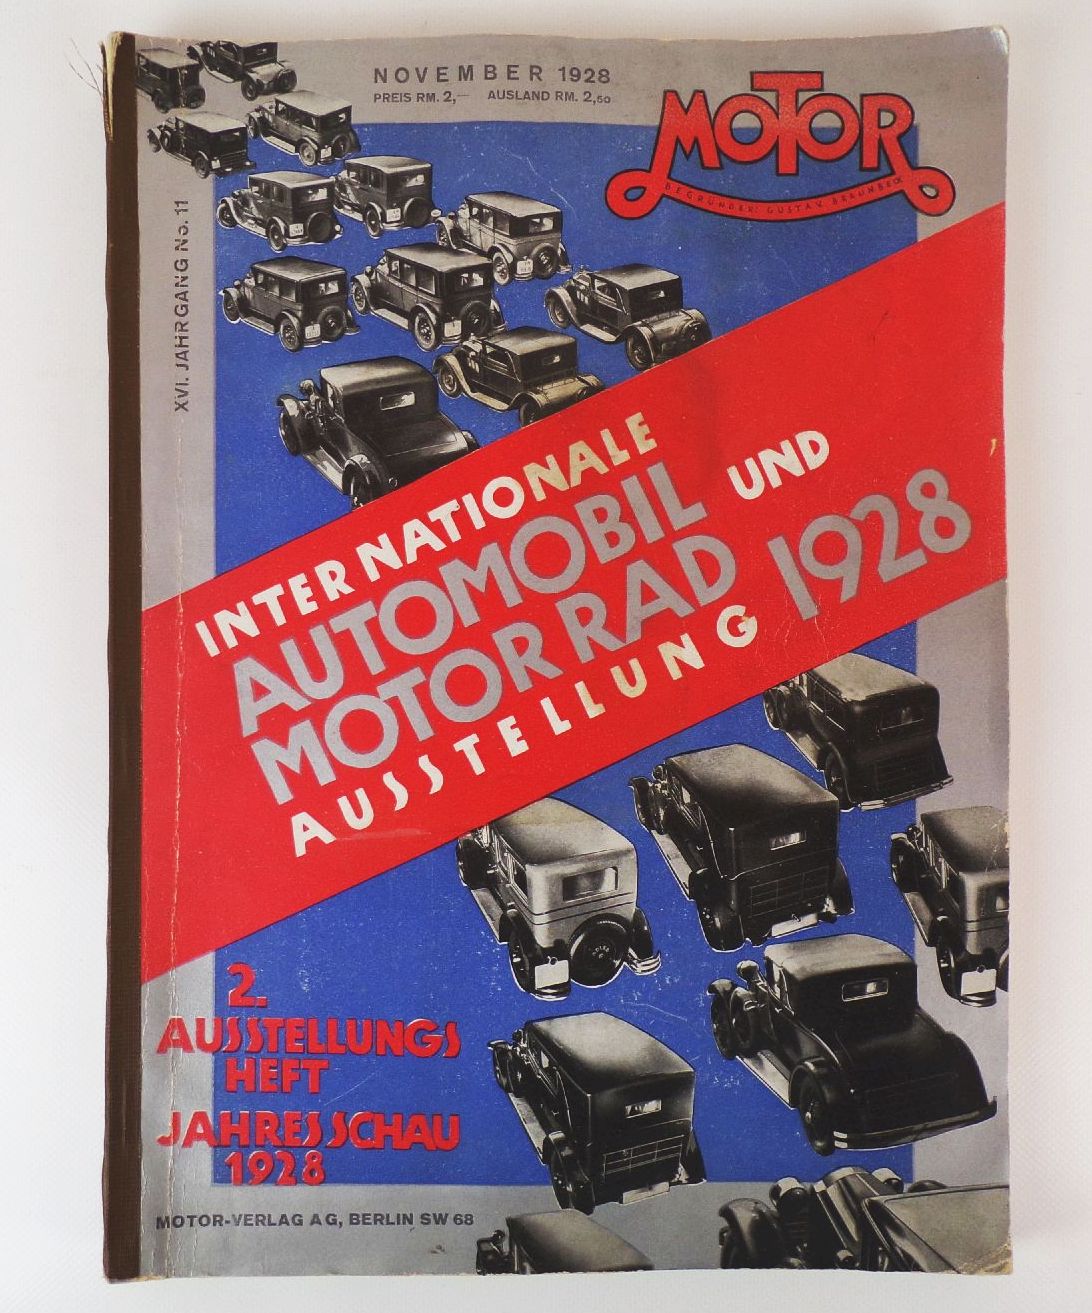 NOVEMBER 1928
PREIS RM. 2,— AUSLAND RM. 2,50
MOTOR
BEGRÜNDER: GUSTAV BRAUNBECK
XVI. JAHRGANG No. 11
INTERNATIONALE
AUTOMOBIL UND
MOTORRAD 1928
AUSSTELLUNG
2.
AUSSTELLUNGS
HEFT
JAHRESSCHAU
1928
MOTOR-VERLAG AG, BERLIN SW 68